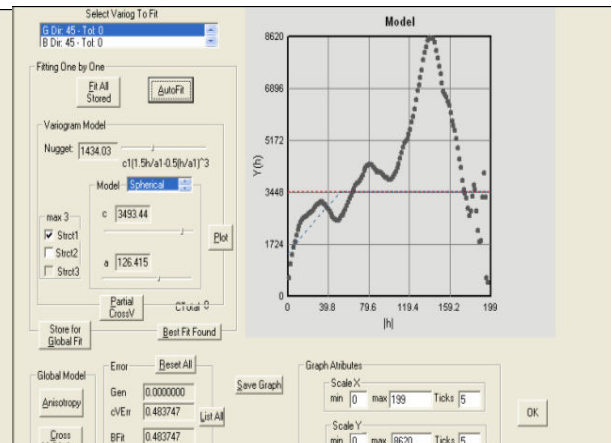 Select Variog To Fit
G Dir: 45 - Tol: 0
B Dir: 45 - Tol: 0
Fitting One by One
Fit All
Stored
AutoFit
Variogram Model
Nugget: 1434.03
c1(1.5h/a1-0.5(h/a1)^3
Model Spherical
max 3
Strct1
Strct2
Strct3
c 3493.44
a 126.415
Plot
Partial
CrossV
CTotal 0
Store for
Global Fit
Best Fit Found
Global Model
Anisotropy
Cross
Error
Reset All
Gen 0.0000000
cVErr 0.483747
List All
BFit 0.483747
Save Graph
Model
8620
6896
5172
3448
1724
0
Y(h)
0 39.8 79.6 119.4 159.2 199
|h|
Graph Atributes
Scale X
min 0 max 199 Ticks 5
Scale Y
min 0 max 8620 Ticks 5
OK